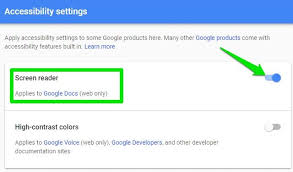 Accessibility settings
Apply accessibility settings to some Google products here. Many other Google products come with
accessibility features built in. Learn more
Screen reader
Applies to Google Docs (web only)
High-contrast colors
Applies to Google Voice (web only), Google Developers, and other developer
documentation sites